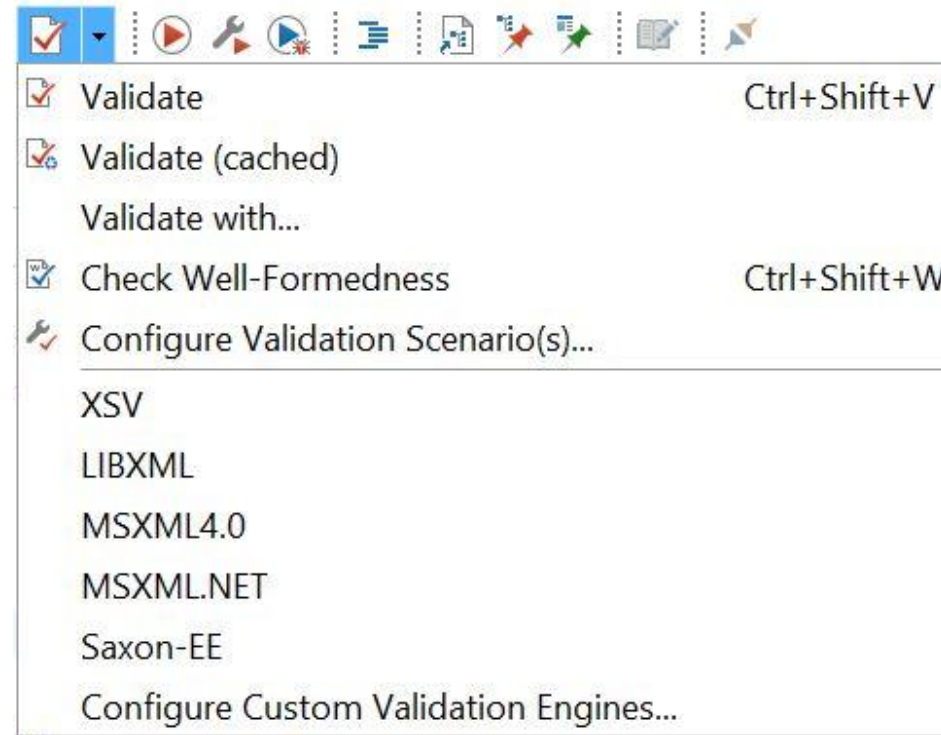 Validate Ctrl+Shift+V
Validate (cached)
Validate with...
Check Well-Formedness Ctrl+Shift+W
Configure Validation Scenario(s)...
XSV
LIBXML
MSXML4.0
MSXML.NET
Saxon-EE
Configure Custom Validation Engines...